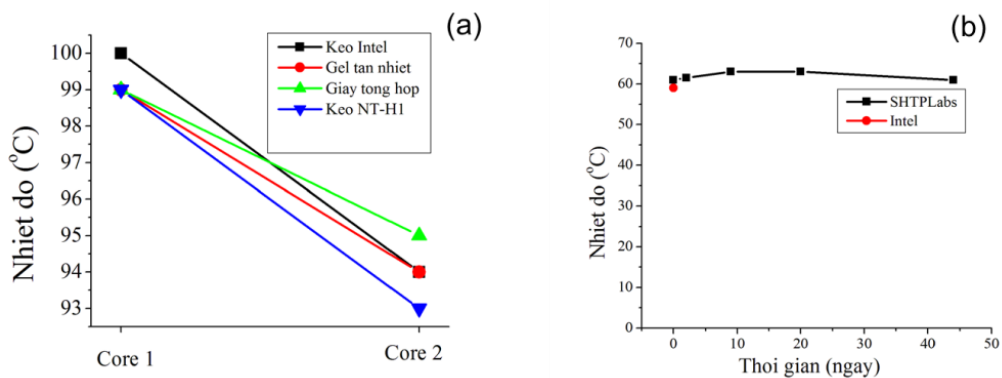 (a)
Keo Intel
Gel tan nhiet
Giay tong hop
Keo NT-H1
100
99
98
97
96
95
94
93
Nhiet do (°C)
Core 1
Core 2
(b)
70
60
50
40
30
20
10
0
Nhiet do (°C)
SHTPLabs
Intel
0
10
20
30
40
50
Thoi gian (ngay)